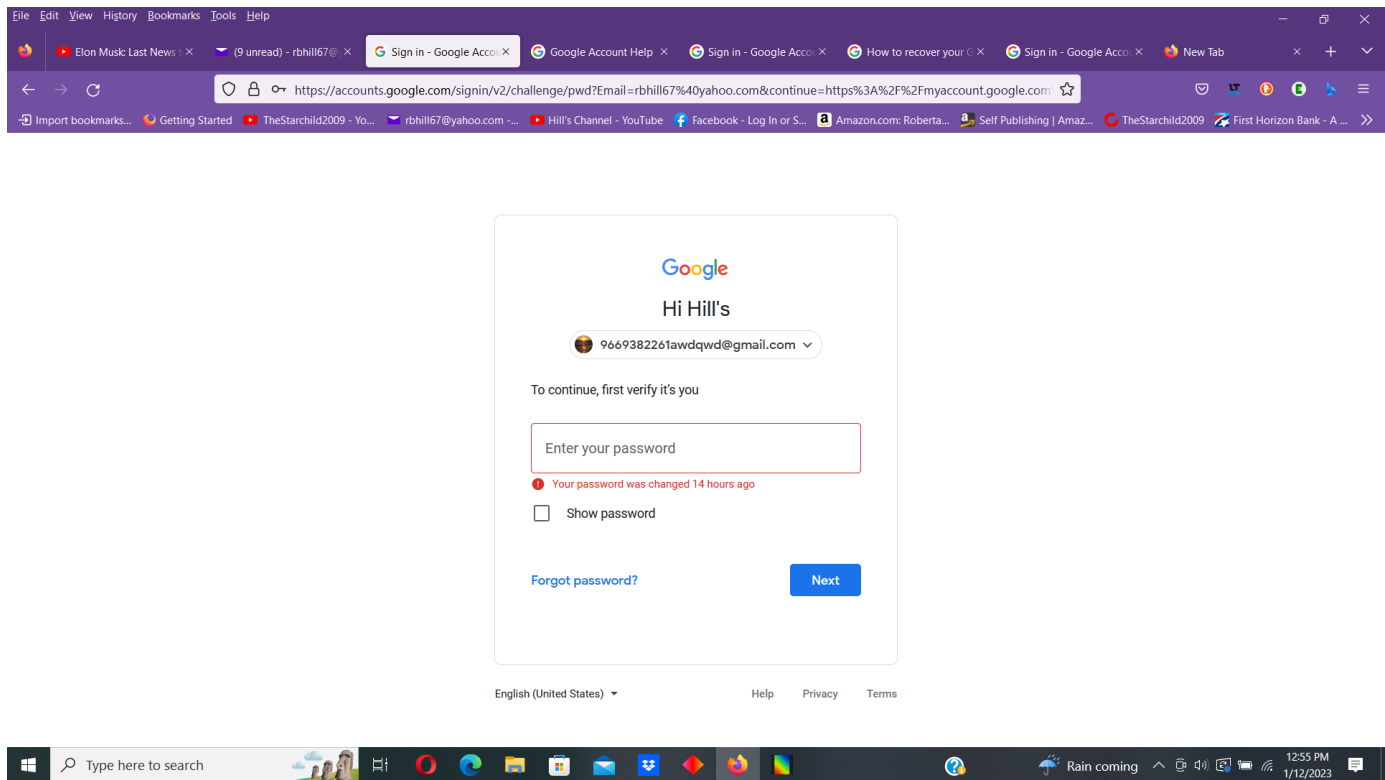 File Edit View History Bookmarks Tools Help
Elon Musk: Last News t (9 unread) - rbhill67@y Sign in - Google Accou Google Account Help Sign in - Google Accou How to recover your G Sign in - Google Accou New Tab
https://accounts.google.com/signin/v2/challenge/pwd?Email=rbhill67%40yahoo.com&continue=https%3A%2F%2Fmyaccount.google.com
Import bookmarks... Getting Started TheStarchild2009 - Yo... rbhill67@yahoo.com -... Hill's Channel - YouTube Facebook - Log In or S... Amazon.com: Roberta... Self Publishing | Amaz... TheStarchild2009 First Horizon Bank - A ...
Google
Hi Hill's
9669382261awdqwd@gmail.com
To continue, first verify it's you
Enter your password
Your password was changed 14 hours ago
Show password
Forgot password? Next
English (United States) Help Privacy Terms
Type here to search Rain coming 12:55 PM
1/12/2023